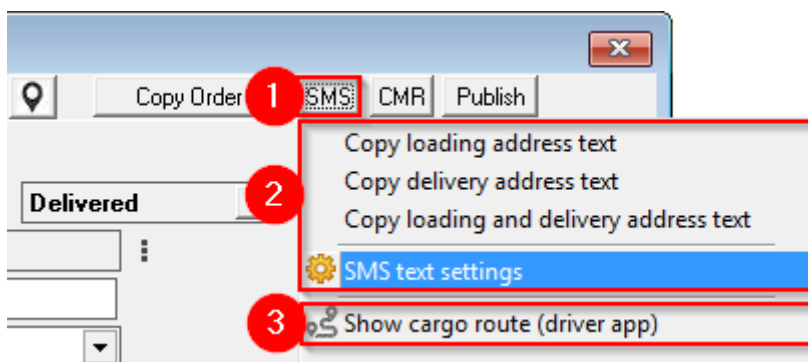 Copy Order
1
SMS
CMR
Publish
Copy loading address text
Delivered
2
Copy delivery address text
Copy loading and delivery address text
SMS text settings
3
Show cargo route (driver app)